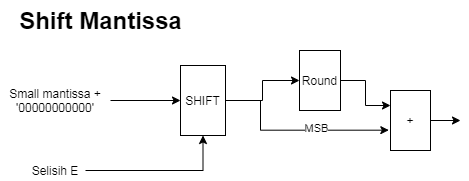 Shift Mantissa
Small mantissa +
'00000000000'
SHIFT
Round
MSB
+
Selisih E